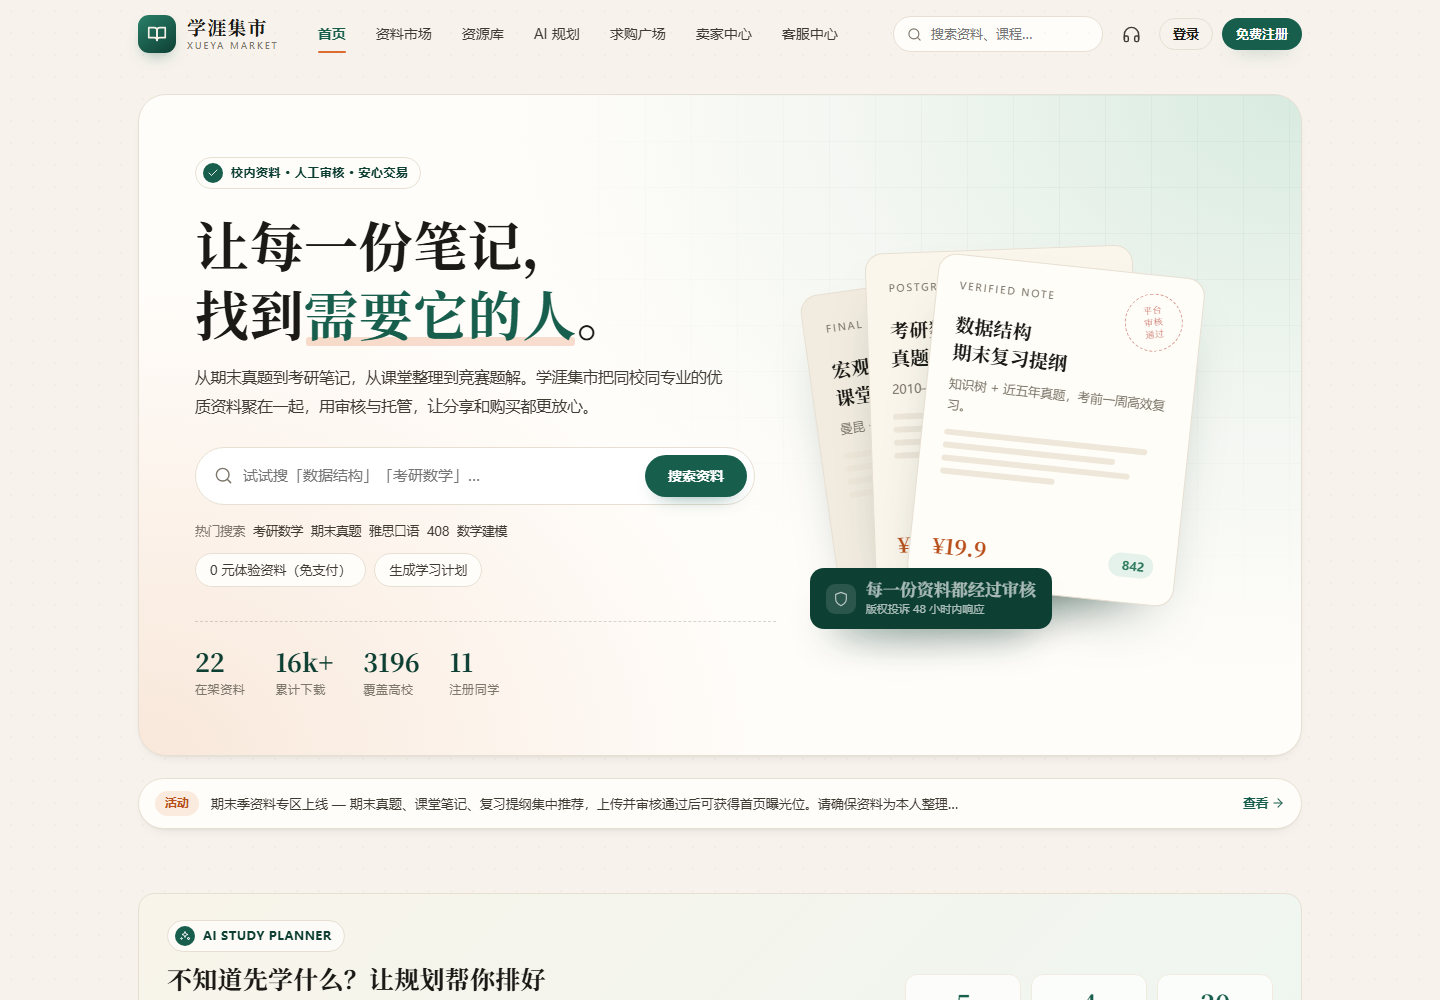 学涯集市
XUEYA MARKET
首页
资料市场
资源库
AI 规划
求购广场
卖家中心
客服中心
搜索资料、课程...
登录
免费注册
校内资料 • 人工审核 • 安心交易
让每一份笔记，
找到需要它的人。
从期末真题到考研笔记，从课堂整理到竞赛题解。学涯集市把同校同专业的优
质资料聚在一起，用审核与托管，让分享和购买都更放心。
试试搜「数据结构」「考研数学」...
搜索资料
热门搜索 考研数学 期末真题 雅思口语 408 数学建模
0 元体验资料（免支付）
生成学习计划
22
在架资料
16k+
累计下载
3196
覆盖高校
11
注册同学
FINAL
宏观
课堂
曼昆
POSTGR
考研
真题
2010-
¥
VERIFIED NOTE
平台
审核
通过
数据结构
期末复习提纲
知识树 + 近五年真题，考前一周高效复
习。
¥19.9
842
每一份资料都经过审核
版权投诉 48 小时内响应
活动
期末季资料专区上线 — 期末真题、课堂笔记、复习提纲集中推荐，上传并审核通过后可获得首页曝光位。请确保资料为本人整理...
查看 →
AI STUDY PLANNER
不知道先学什么？让规划帮你排好